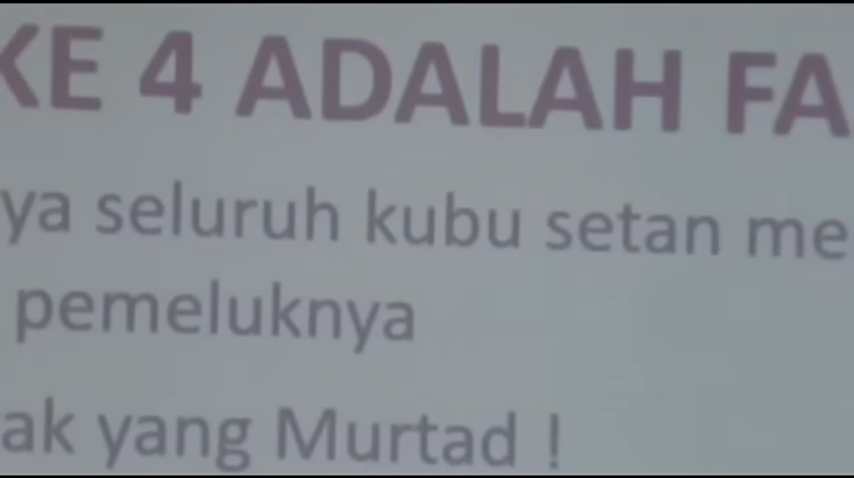 KE 4 ADALAH FA
ya seluruh kubu setan me
pemeluknya
ak yang Murtad !